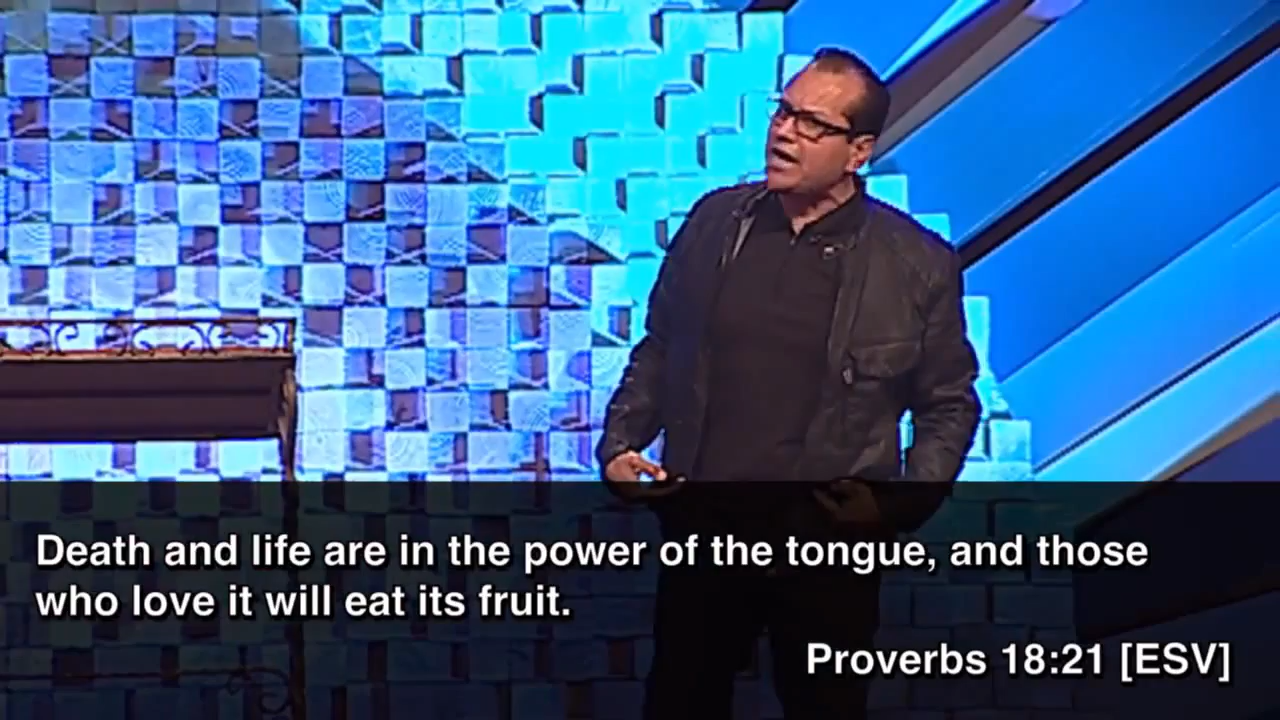 Death and life are in the power of the tongue, and those
who love it will eat its fruit.
Proverbs 18:21 [ESV]